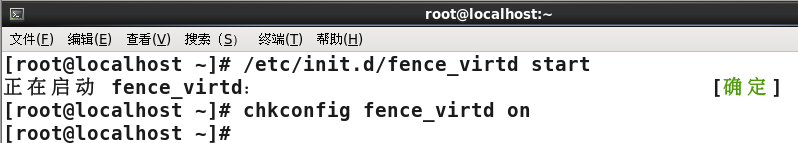 root@localhost:~
文件(F) 编辑(E) 查看(V) 搜索 (S) 终端(T) 帮助(H)
[root@localhost ~]# /etc/init.d/fence_virtd start
正在启动 fence_virtd: [确定]
[root@localhost ~]# chkconfig fence_virtd on
[root@localhost ~]#